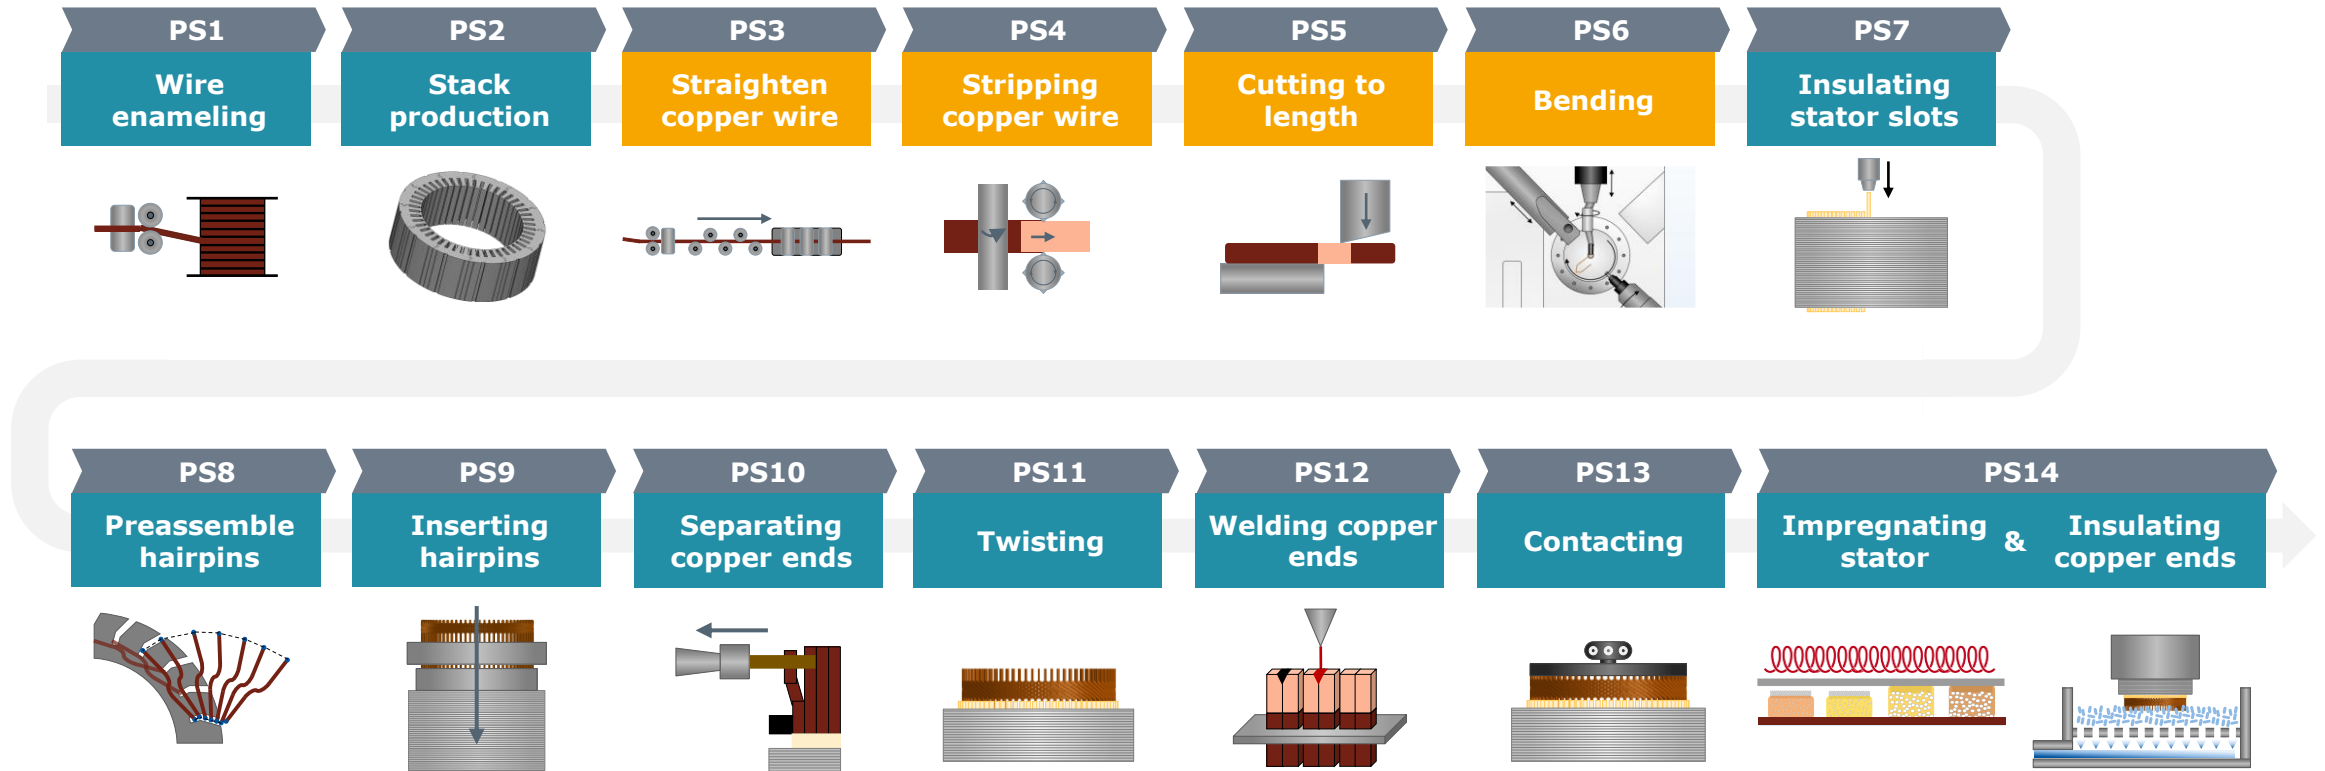 PS1
Wire
enameling
PS2
Stack
production
PS3
Straighten
copper wire
PS4
Stripping
copper wire
PS5
Cutting to
length
PS6
Bending
PS7
Insulating
stator slots
PS8
Preassemble
hairpins
PS9
Inserting
hairpins
PS10
Separating
copper ends
PS11
Twisting
PS12
Welding copper
ends
PS13
Contacting
PS14
Impregnating
stator
&
Insulating
copper ends